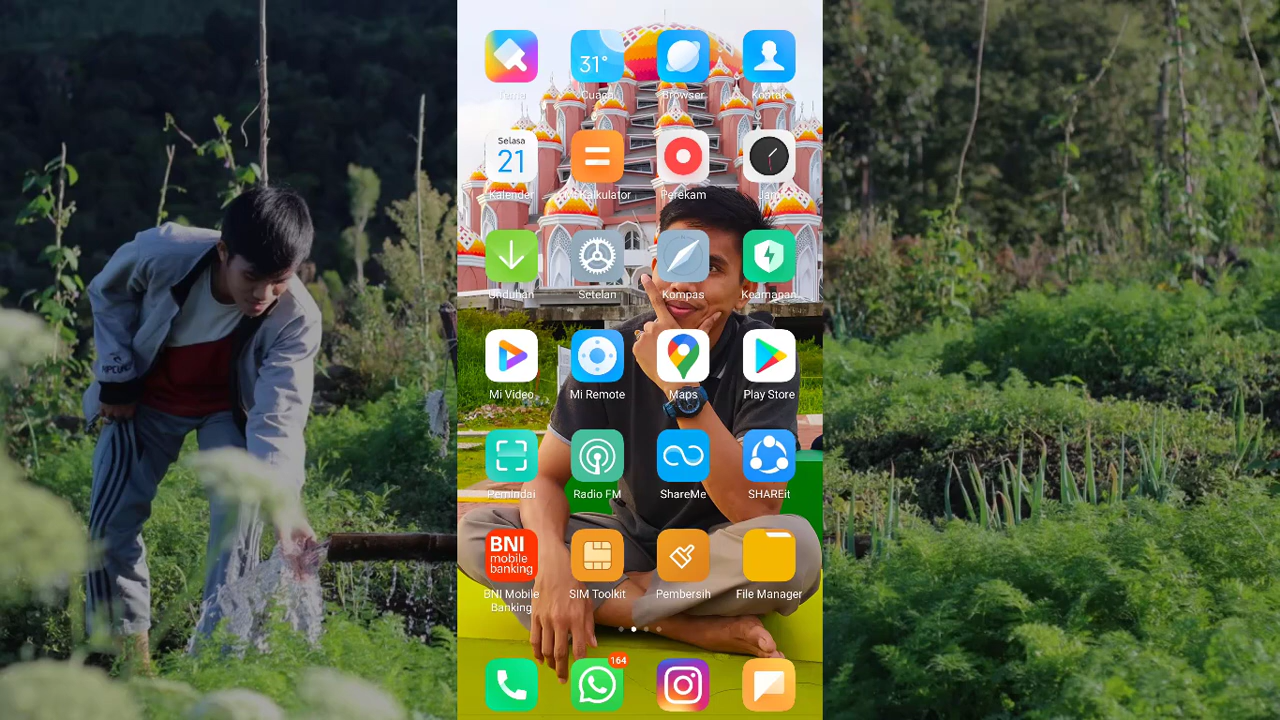 31°
Tema
Cuaca
Browser
Kontak
Selasa
21
Kalender
Mi Kalkulator
Perekam
Jam
Unduhan
Setelan
Kompas
Keamanan
Mi Video
Mi Remote
Maps
Play Store
Pemindai
Radio FM
ShareMe
SHAREit
BNI
mobile
banking
BNI Mobile
Banking
SIM Toolkit
Pembersih
File Manager
164